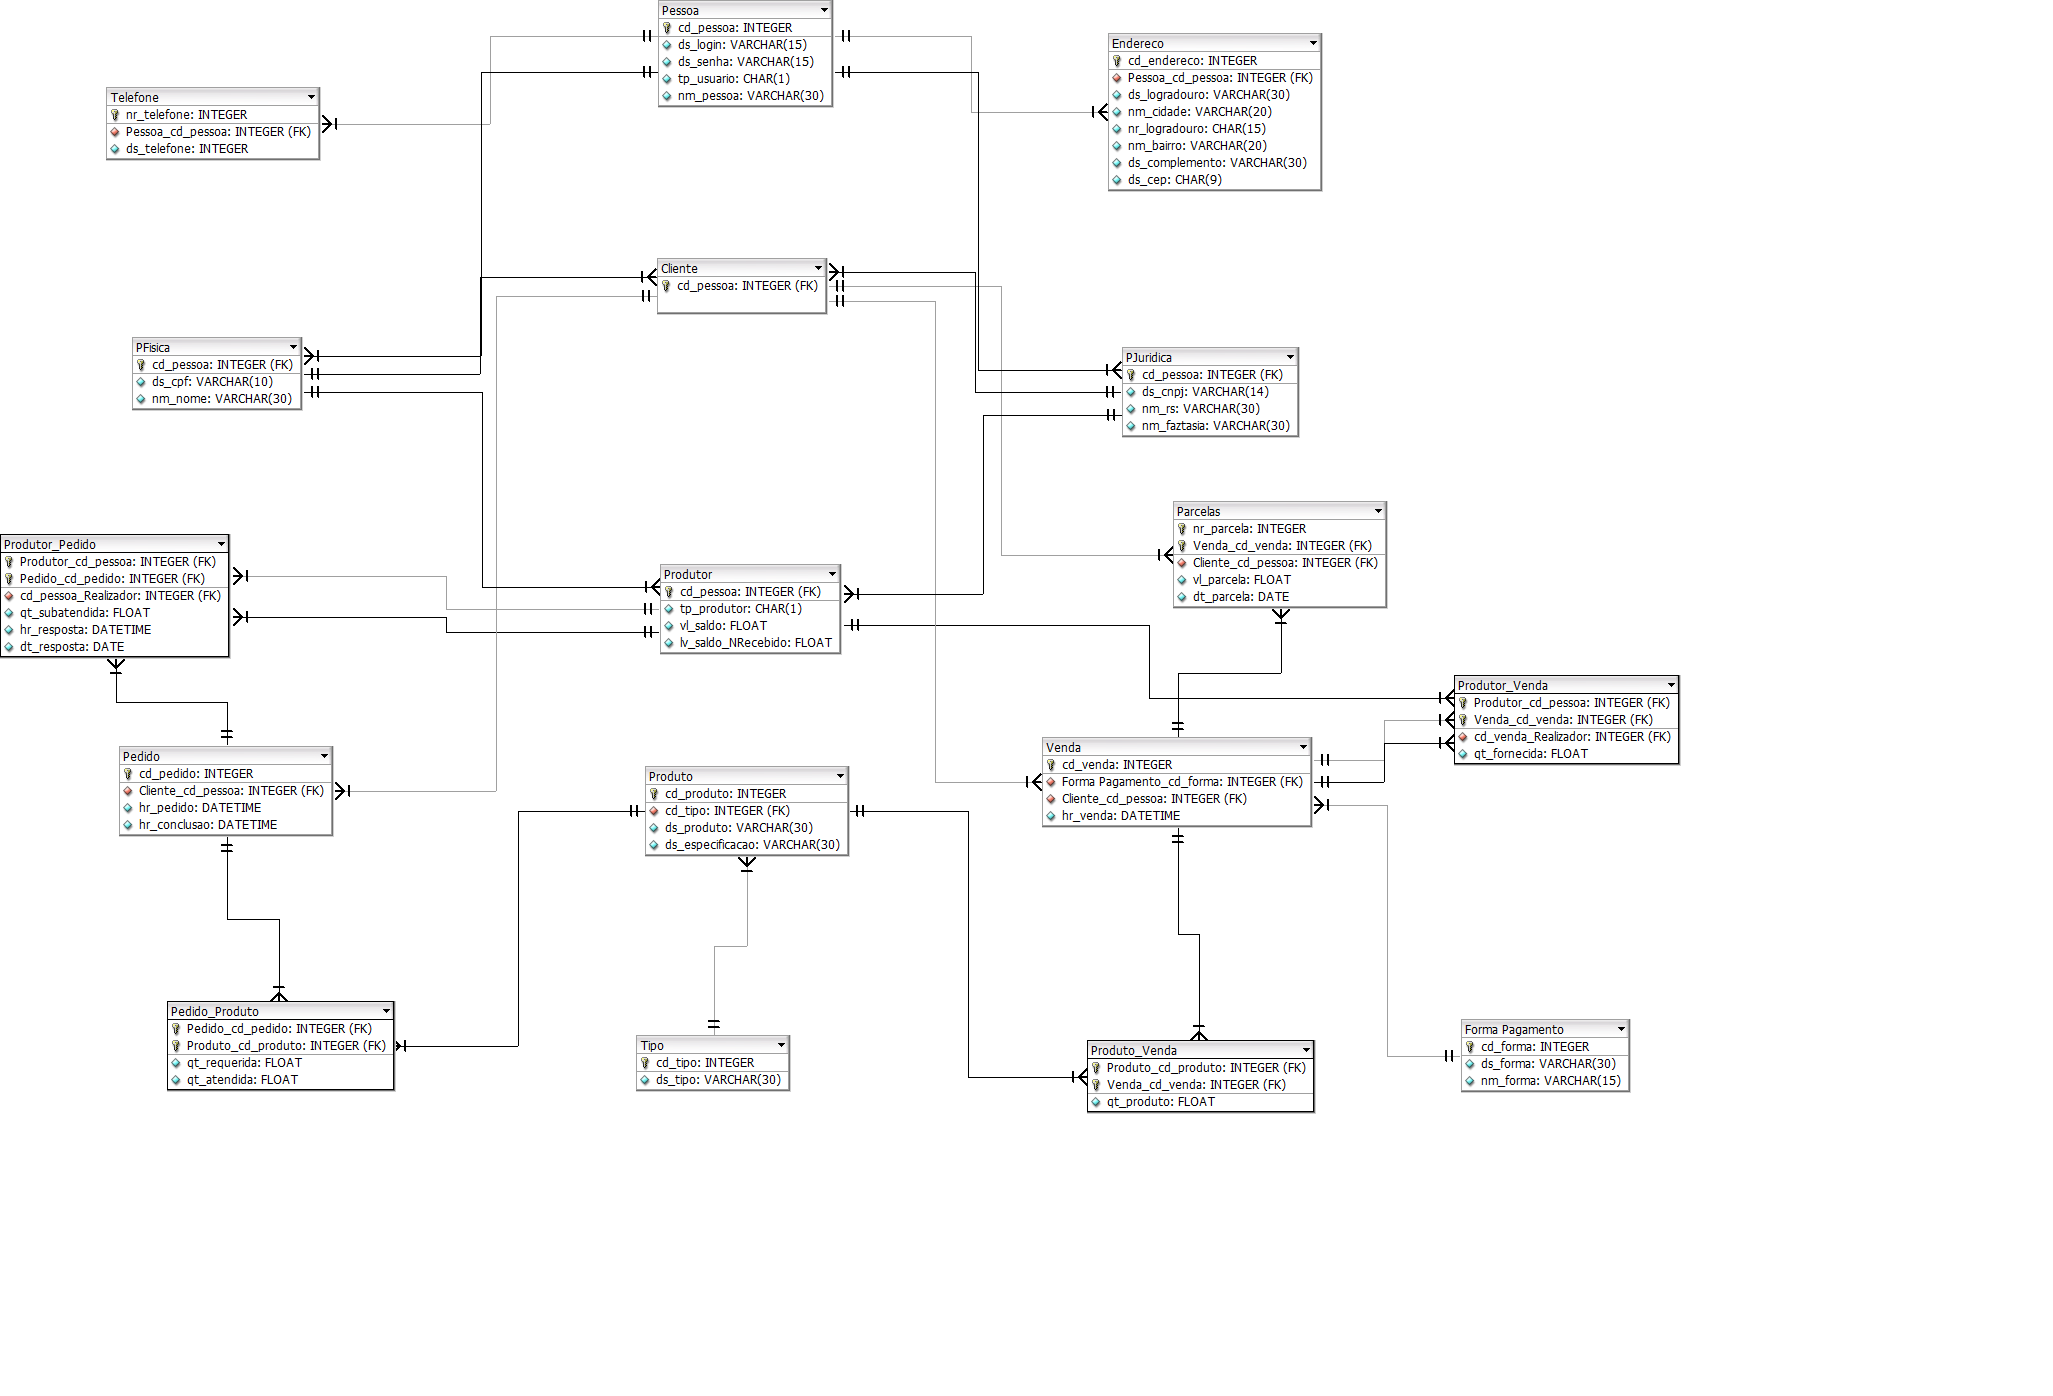 Pessoa
cd_pessoa: INTEGER
ds_login: VARCHAR(15)
ds_senha: VARCHAR(15)
tp_usuario: CHAR(1)
nm_pessoa: VARCHAR(30)
Endereco
cd_endereco: INTEGER
Pessoa_cd_pessoa: INTEGER (FK)
ds_logradouro: VARCHAR(30)
nm_cidade: VARCHAR(20)
nr_logradouro: CHAR(15)
nm_bairro: VARCHAR(20)
ds_complemento: VARCHAR(30)
ds_cep: CHAR(9)
Telefone
nr_telefone: INTEGER
Pessoa_cd_pessoa: INTEGER (FK)
ds_telefone: INTEGER
Cliente
cd_pessoa: INTEGER (FK)
PFisica
cd_pessoa: INTEGER (FK)
ds_cpf: VARCHAR(10)
nm_nome: VARCHAR(30)
PJuridica
cd_pessoa: INTEGER (FK)
ds_cnpj: VARCHAR(14)
nm_rs: VARCHAR(30)
nm_faztasia: VARCHAR(30)
Parcelas
nr_parcela: INTEGER
Venda_cd_venda: INTEGER (FK)
Cliente_cd_pessoa: INTEGER (FK)
vl_parcela: FLOAT
dt_parcela: DATE
Produtor_Pedido
Produtor_cd_pessoa: INTEGER (FK)
Pedido_cd_pedido: INTEGER (FK)
cd_pessoa_Realizador: INTEGER (FK)
qt_subatendida: FLOAT
hr_resposta: DATETIME
dt_resposta: DATE
Produtor
cd_pessoa: INTEGER (FK)
tp_produtor: CHAR(1)
vl_saldo: FLOAT
lv_saldo_NRecebido: FLOAT
Produtor_Venda
Produtor_cd_pessoa: INTEGER (FK)
Venda_cd_venda: INTEGER (FK)
cd_venda_Realizador: INTEGER (FK)
qt_fornecida: FLOAT
Pedido
cd_pedido: INTEGER
Cliente_cd_pessoa: INTEGER (FK)
hr_pedido: DATETIME
hr_conclusao: DATETIME
Produto
cd_produto: INTEGER
cd_tipo: INTEGER (FK)
ds_produto: VARCHAR(30)
ds_especificacao: VARCHAR(30)
Venda
cd_venda: INTEGER
Forma Pagamento_cd_forma: INTEGER (FK)
Cliente_cd_pessoa: INTEGER (FK)
hr_venda: DATETIME
Pedido_Produto
Pedido_cd_pedido: INTEGER (FK)
Produto_cd_produto: INTEGER (FK)
qt_requerida: FLOAT
qt_atendida: FLOAT
Tipo
cd_tipo: INTEGER
ds_tipo: VARCHAR(30)
Produto_Venda
Produto_cd_produto: INTEGER (FK)
Venda_cd_venda: INTEGER (FK)
qt_produto: FLOAT
Forma Pagamento
cd_forma: INTEGER
ds_forma: VARCHAR(30)
nm_forma: VARCHAR(15)